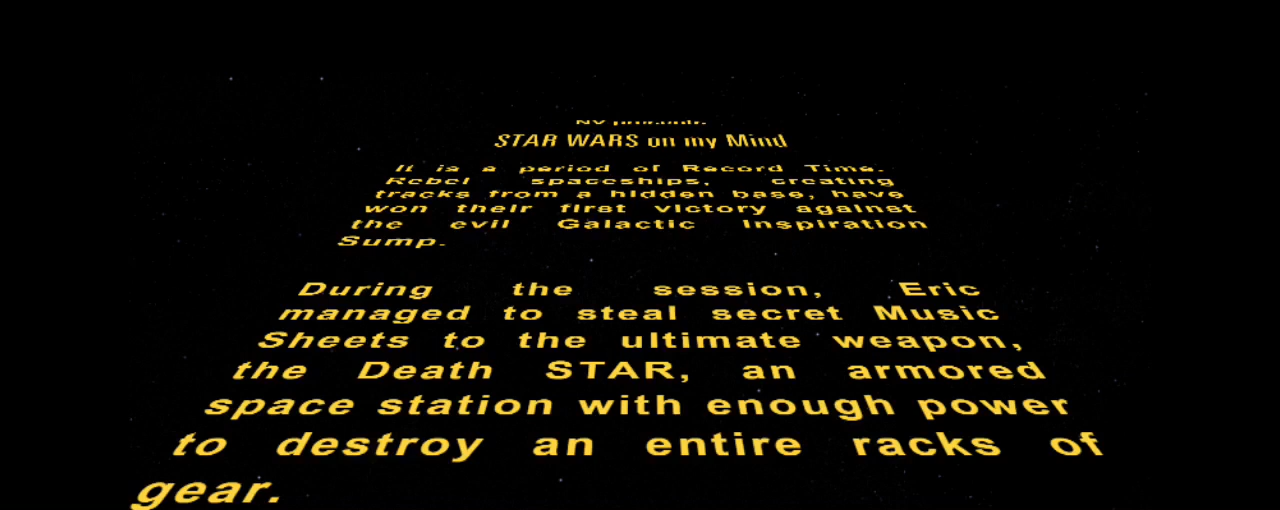 NV presents:
STAR WARS on my Mind
It is a period of Record Time.
Rebel spaceships, creating
tracks from a hidden base, have
won their first victory against
the evil Galactic Inspiration
Sump.
During the session, Eric
managed to steal secret Music
Sheets to the ultimate weapon,
the Death STAR, an armored
space station with enough power
to destroy an entire racks of
gear.